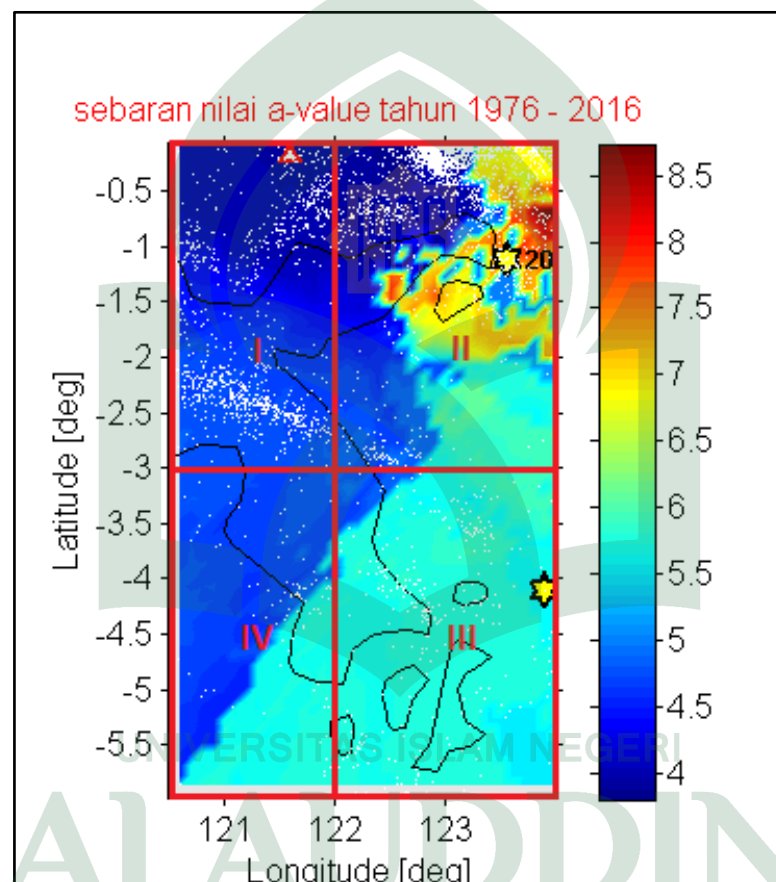 sebaran nilai a-value tahun 1976 - 2016
-0.5
-1
-1.5
-2
-2.5
-3
-3.5
-4
-4.5
-5
-5.5
Latitude [deg]
I
II
IV
III
20
8.5
8
7.5
7
6.5
6
5.5
5
4.5
4
121
122
123
Longitude [deg]
UNIVERSITAS ISLAM NEGERI
ALAUDDIN